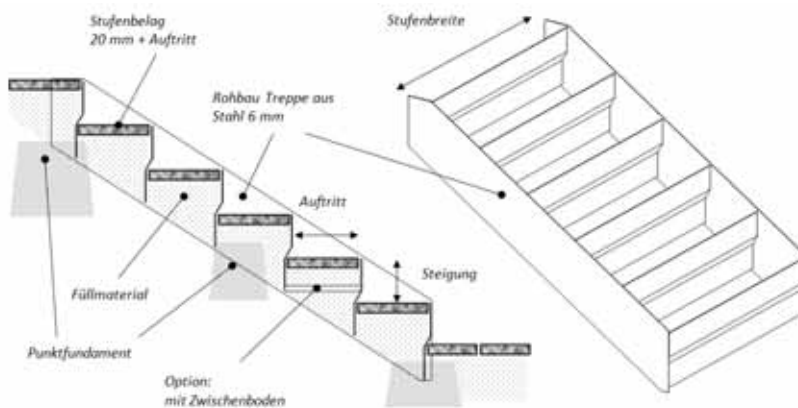 Stufenbelag
20 mm + Auftritt
Stufenbreite
Rohbau Treppe aus
Stahl 6 mm
Auftritt
Steigung
Füllmaterial
Punktfundament
Option:
mit Zwischenboden